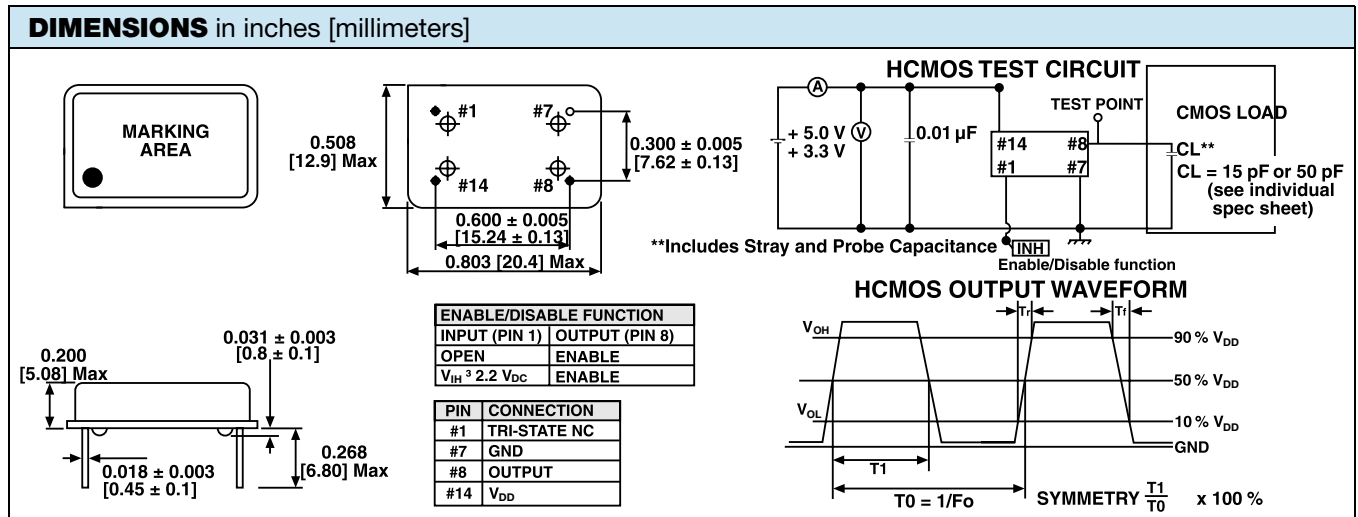 DIMENSIONS in inches [millimeters]
MARKING
AREA
0.508
[12.9] Max
#1
#7
#14
#8
0.300 ± 0.005
[7.62 ± 0.13]
0.600 ± 0.005
[15.24 ± 0.13]
0.803 [20.4] Max
HCMOS TEST CIRCUIT
A
+ 5.0 V
+ 3.3 V
V
0.01 µF
TEST POINT
#14
#8
#1
#7
CMOS LOAD
CL**
CL = 15 pF or 50 pF
(see individual
spec sheet)
**Includes Stray and Probe Capacitance
INH
Enable/Disable function
0.200
[5.08] Max
0.031 ± 0.003
[0.8 ± 0.1]
0.018 ± 0.003
[0.45 ± 0.1]
0.268
[6.80] Max
ENABLE/DISABLE FUNCTION
INPUT (PIN 1) OUTPUT (PIN 8)
OPEN ENABLE
VIH ³ 2.2 VDC ENABLE
PIN CONNECTION
#1 TRI-STATE NC
#7 GND
#8 OUTPUT
#14 VDD
HCMOS OUTPUT WAVEFORM
Tr
Tf
VOH
90 % VDD
50 % VDD
VOL
10 % VDD
GND
T1
T0 = 1/Fo
SYMMETRY T1/T0 x 100 %